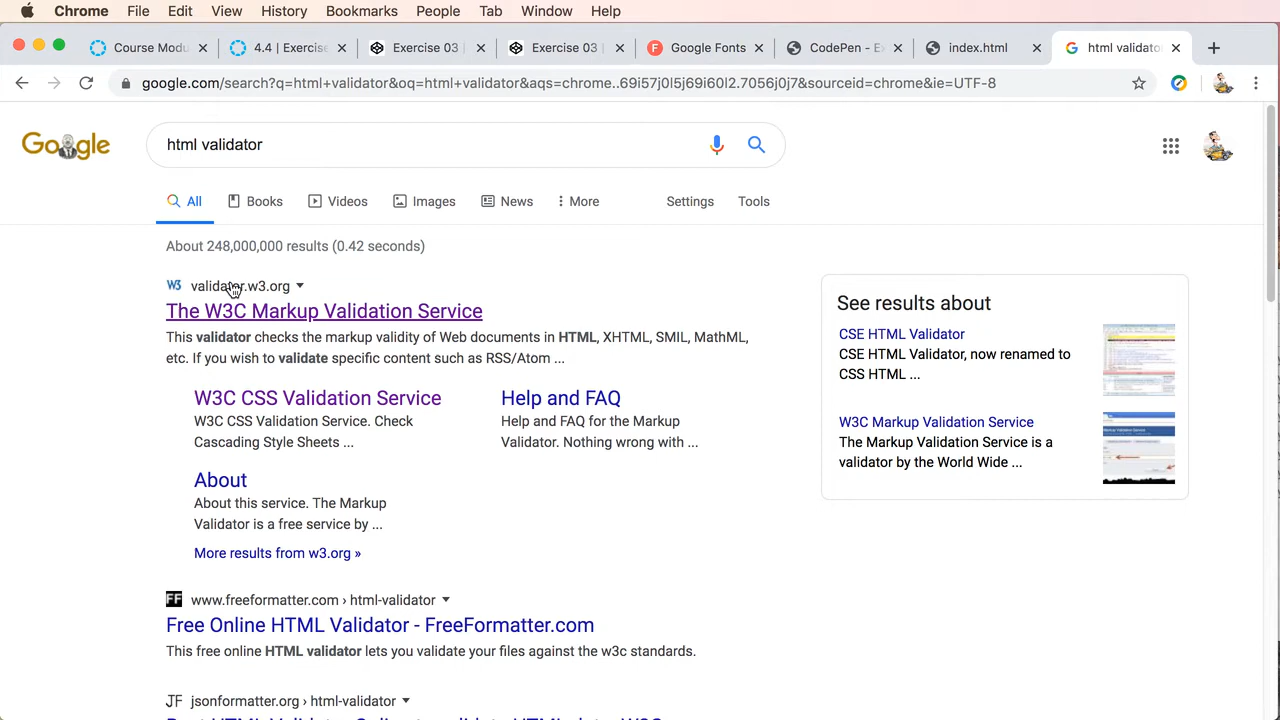 Chrome File Edit View History Bookmarks People Tab Window Help
Course Modu 4.4 | Exercise Exercise 03 | Exercise 03 | Google Fonts CodePen - Ex index.html html validato
google.com/search?q=html+validator&oq=html+validator&aqs=chrome..69i57j0l5j69i60l2.7056j0j7&sourceid=chrome&ie=UTF-8
Google html validator
All Books Videos Images News More Settings Tools
About 248,000,000 results (0.42 seconds)
W3 validator.w3.org
The W3C Markup Validation Service
This validator checks the markup validity of Web documents in HTML, XHTML, SMIL, MathML,
etc. If you wish to validate specific content such as RSS/Atom ...
W3C CSS Validation Service
W3C CSS Validation Service. Check
Cascading Style Sheets ...
Help and FAQ
Help and FAQ for the Markup
Validator. Nothing wrong with ...
About
About this service. The Markup
Validator is a free service by ...
More results from w3.org »
FF www.freeformatter.com › html-validator
Free Online HTML Validator - FreeFormatter.com
This free online HTML validator lets you validate your files against the w3c standards.
JF jsonformatter.org › html-validator
See results about
CSE HTML Validator
CSE HTML Validator, now renamed to
CSS HTML ...
W3C Markup Validation Service
The Markup Validation Service is a
validator by the World Wide ...